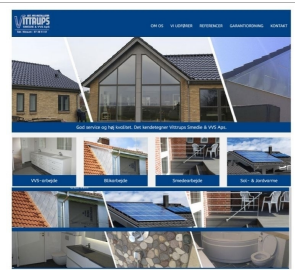 VITTRUPS
OM OS VI UDFØRER REFERENCER GARANTIORDNING KONTAKT
God service og høj kvalitet. Det kendetegner Vittrups Smedie & VVS Aps.
VVS-arbejde Blikarbejde Smedearbejde Sol- & Jordvarme